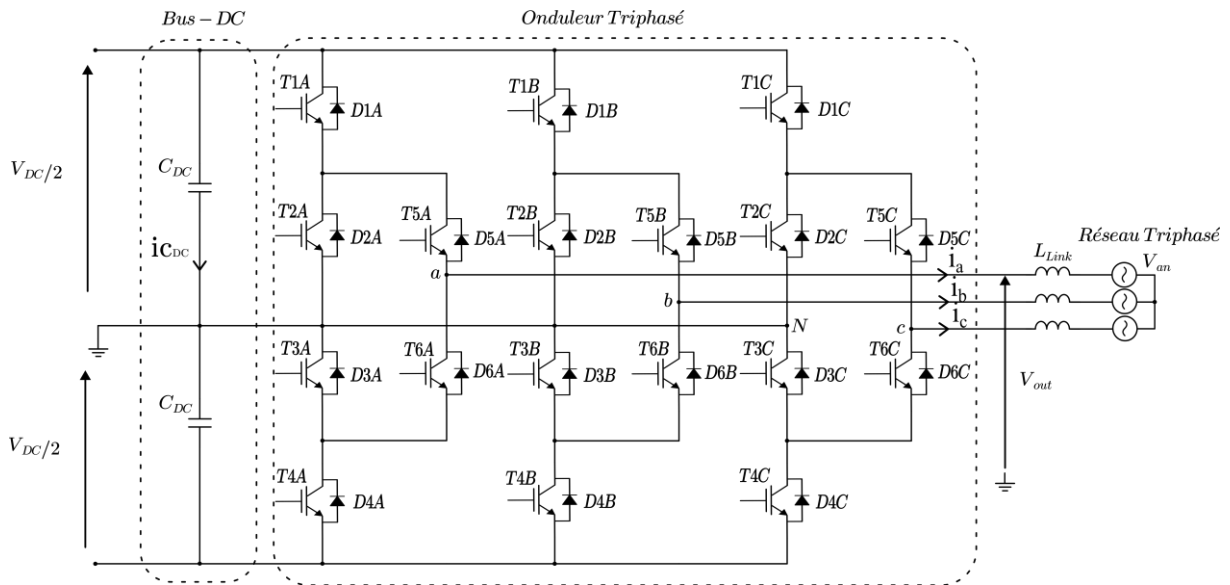 Bus – DC
Onduleur Triphasé
T1A
D1A
T1B
D1B
T1C
D1C
V_DC/2
C_DC
T2A
D2A
T5A
D5A
T2B
D2B
T5B
D5B
T2C
D2C
T5C
D5C
ic_DC
Réseau Triphasé
L_Link
V_an
a
i_a
b
i_b
N
c
i_c
T3A
D3A
T6A
D6A
T3B
D3B
T6B
D6B
T3C
D3C
T6C
D6C
V_out
V_DC/2
C_DC
T4A
D4A
T4B
D4B
T4C
D4C